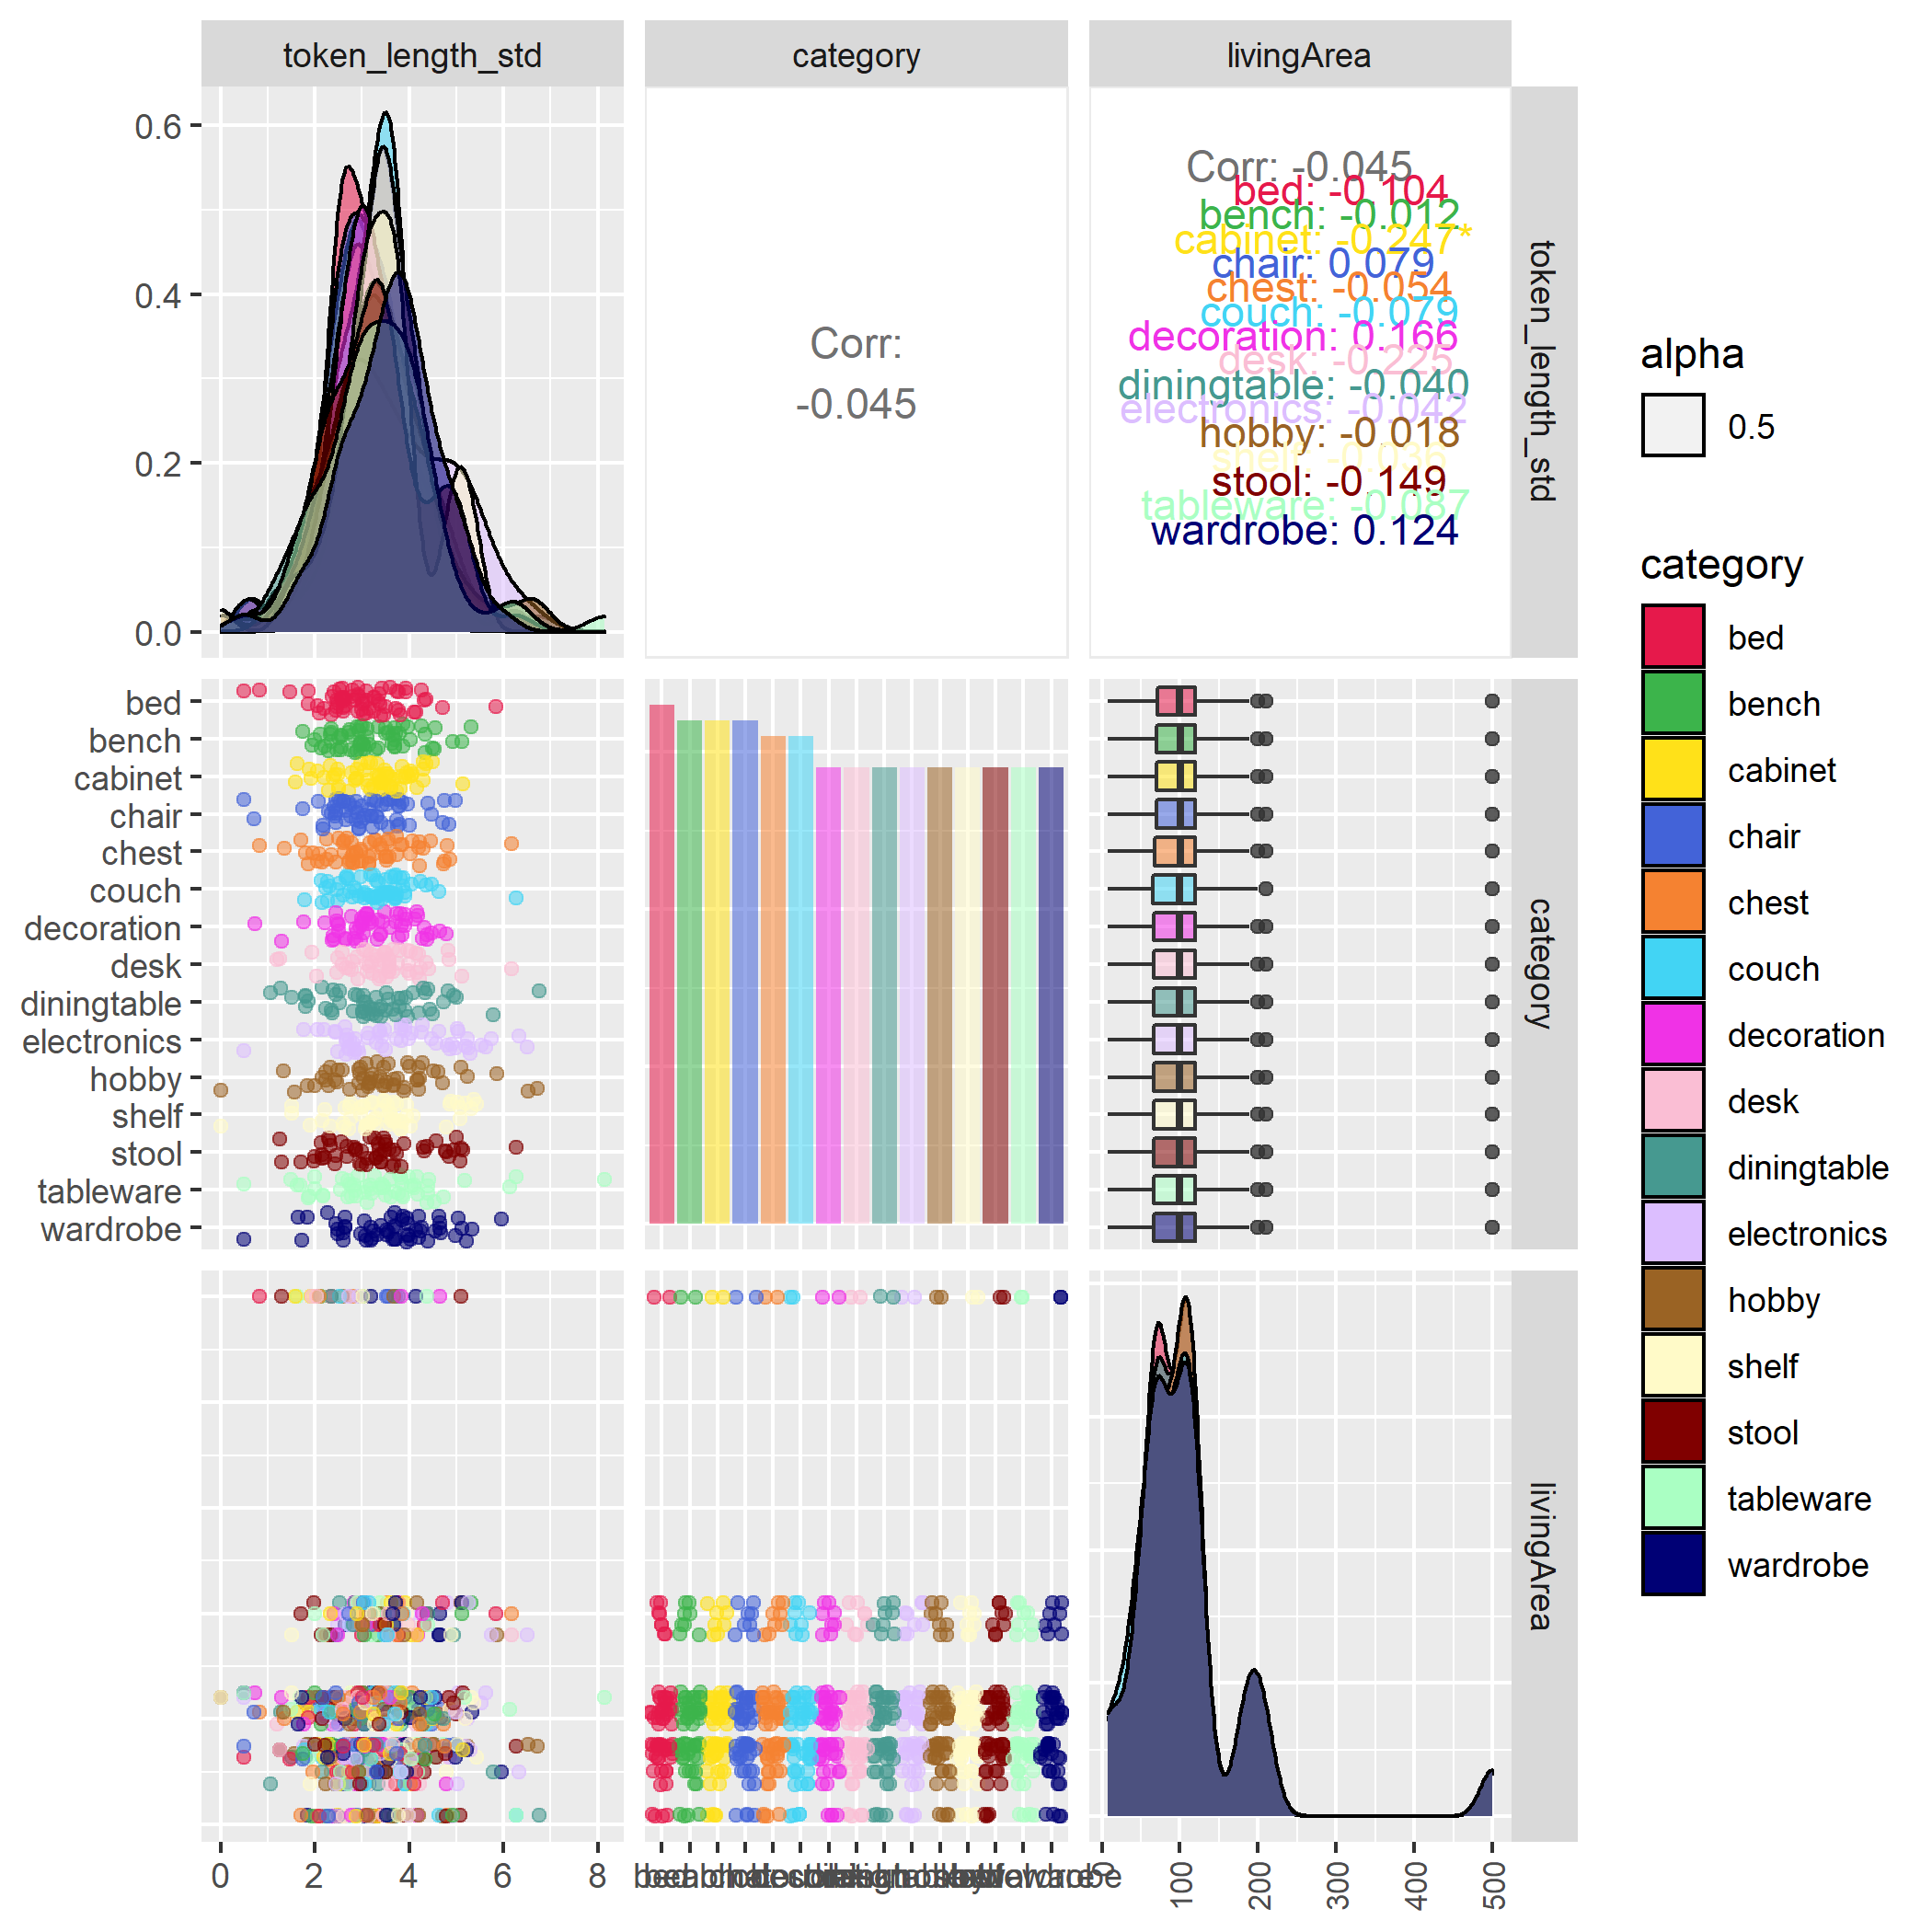 token_length_std
category
livingArea
0.6
0.4
0.2
0.0
Corr:
-0.045
Corr: -0.045
bed: -0.104
bench: -0.012
cabinet: -0.247*
chair: 0.079
chest: -0.054
couch: -0.079
decoration: 0.166
desk: -0.225
diningtable: -0.040
electronics: -0.042
hobby: -0.018
shelf: -0.036
stool: -0.149
tableware: -0.087
wardrobe: 0.124
token_length_std
bed
bench
cabinet
chair
chest
couch
decoration
desk
diningtable
electronics
hobby
shelf
stool
tableware
wardrobe
category
livingArea
0
2
4
6
8
0
100
200
300
400
500
alpha
0.5
category
bed
bench
cabinet
chair
chest
couch
decoration
desk
diningtable
electronics
hobby
shelf
stool
tableware
wardrobe